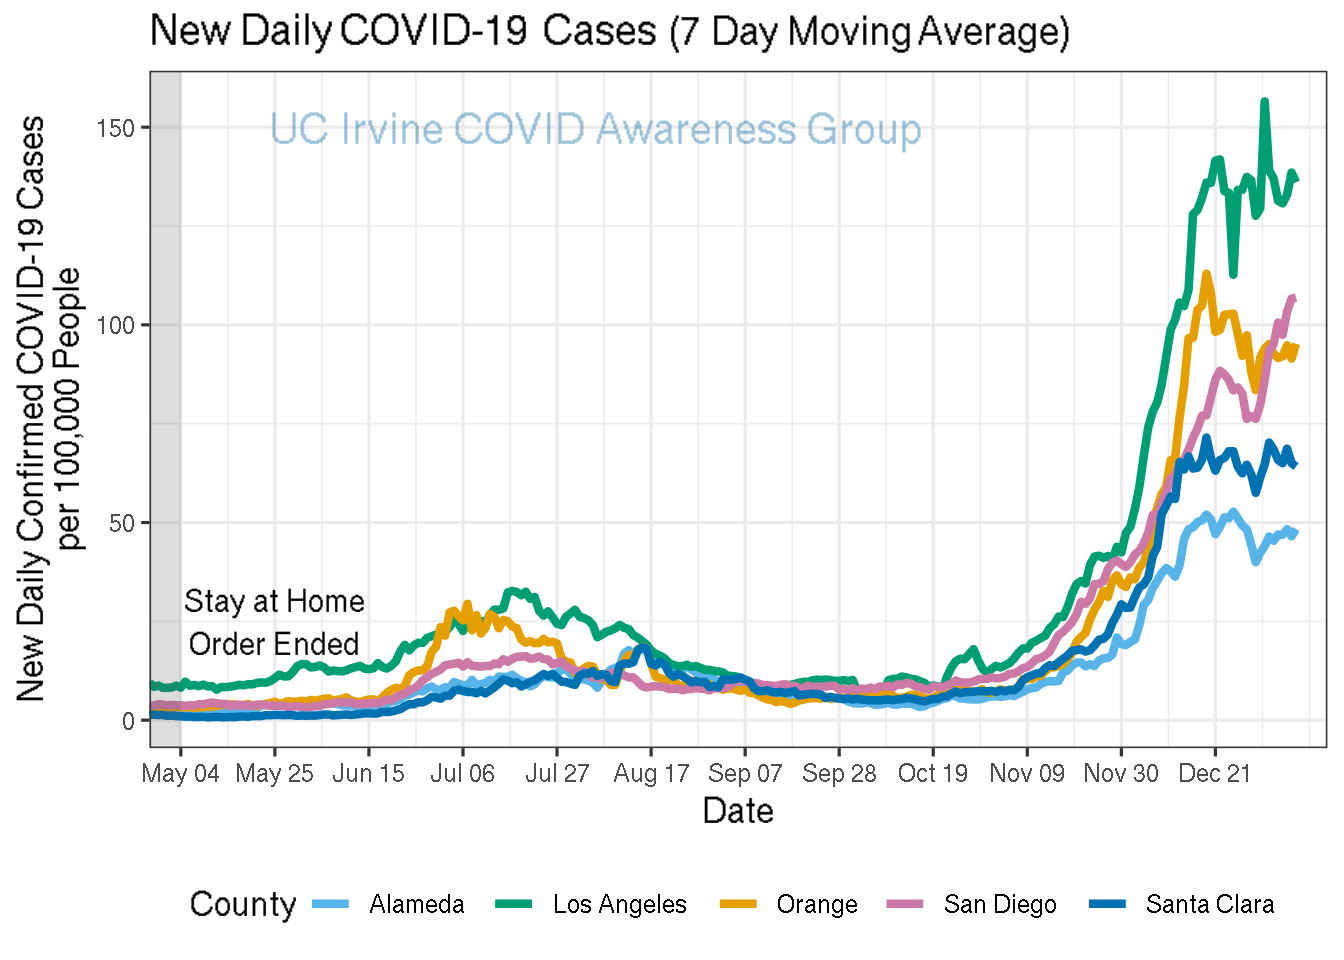 New Daily COVID-19 Cases (7 Day Moving Average)
UC Irvine COVID Awareness Group
New Daily Confirmed COVID-19 Cases
per 100,000 People
150
100
50
0
Stay at Home
Order Ended
May 04 May 25 Jun 15 Jul 06 Jul 27 Aug 17 Sep 07 Sep 28 Oct 19 Nov 09 Nov 30 Dec 21
Date
County Alameda Los Angeles Orange San Diego Santa Clara